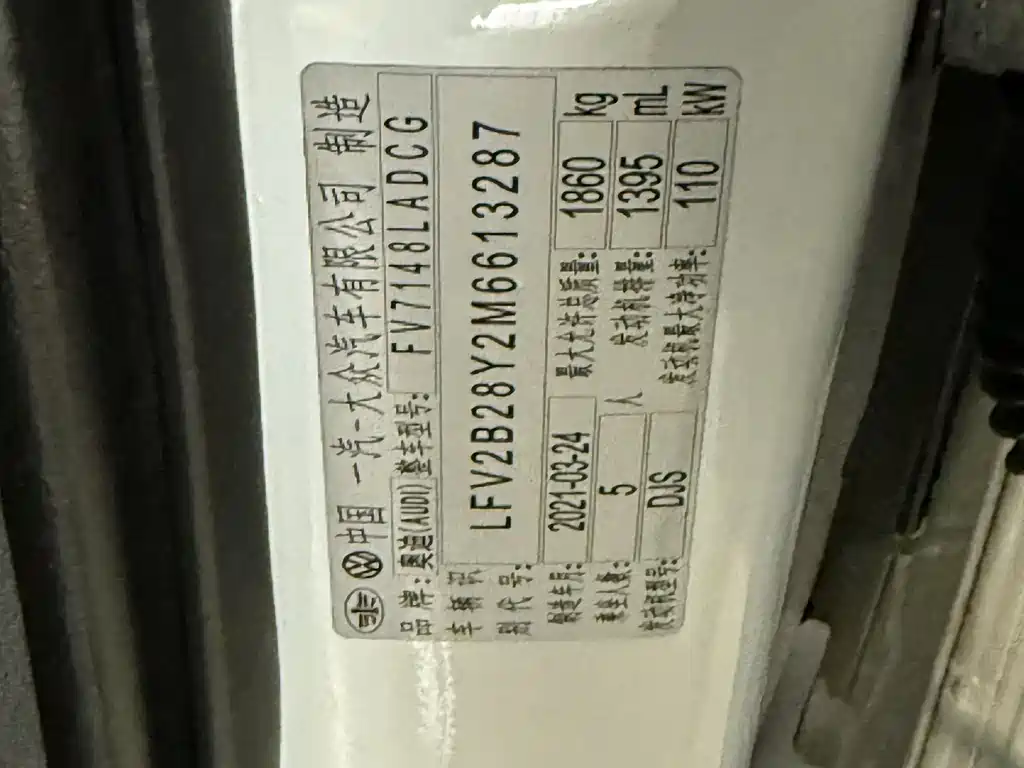 中国 一汽-大众汽车有限公司 制造
品牌: 奥迪(AUDI) 整车型号: FV7148LADCG
车辆识别代号: LFV2B28Y2M6613287
制造年月: 2021-03-24 最大允许总质量: 1860 kg
乘坐人数: 5 人 发动机排量: 1395 mL
发动机型号: DJS 发动机最大净功率: 110 kW